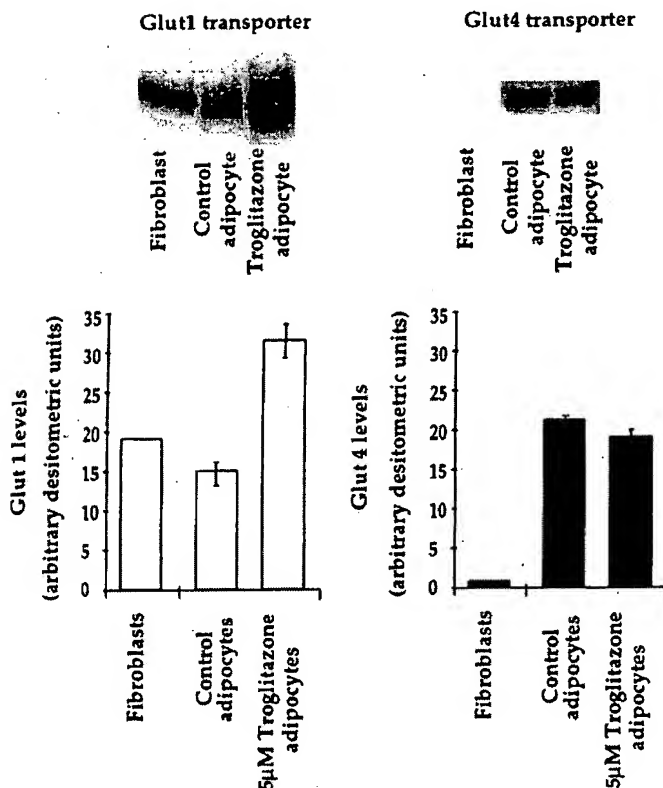 Glut1 transporter
Fibroblast
Control
adipocyte
Troglitazone
adipocyte
Glut4 transporter
Fibroblast
Control
adipocyte
Troglitazone
adipocyte
Glut 1 levels
(arbitrary desitometric units)
35
30
25
20
15
10
5
0
Fibroblasts
Control
adipocytes
5µM Troglitazone
adipocytes
Glut 4 levels
(arbitrary desitometric units)
35
30
25
20
15
10
5
0
Fibroblasts
Control
adipocytes
5µM Troglitazone
adipocytes